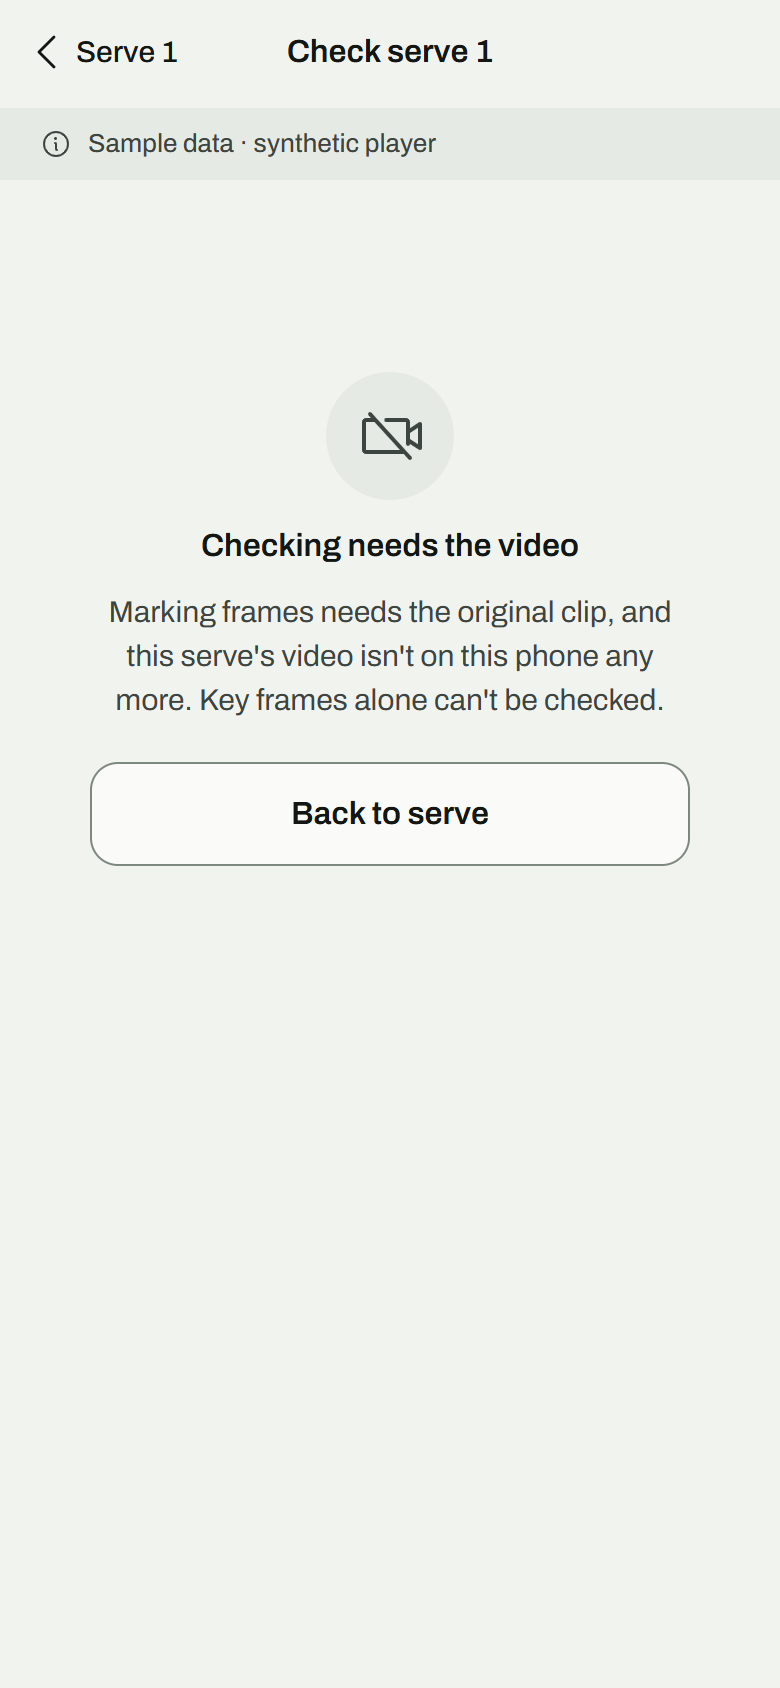 Serve 1
Check serve 1
Sample data · synthetic player
Checking needs the video
Marking frames needs the original clip, and
this serve's video isn't on this phone any
more. Key frames alone can't be checked.
Back to serve